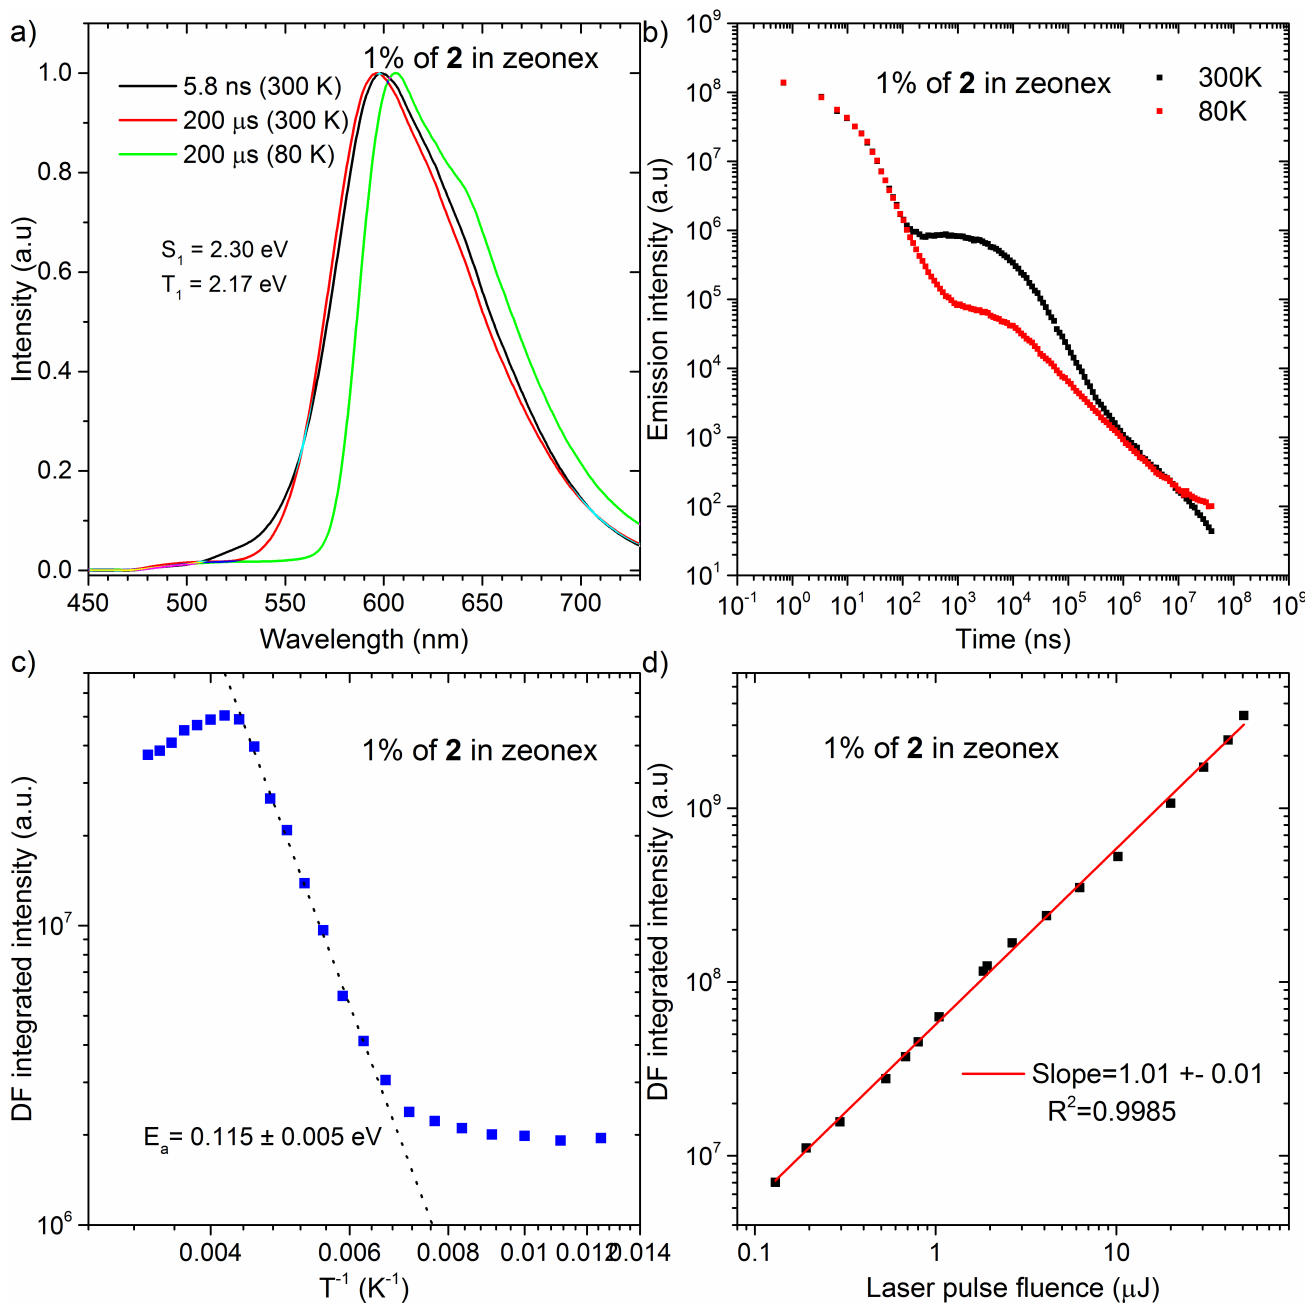 a)
1% of 2 in zeonex
5.8 ns (300 K)
200 μs (300 K)
200 μs (80 K)
S1 = 2.30 eV
T1 = 2.17 eV
Intensity (a.u)
1.0
0.8
0.6
0.4
0.2
0.0
450 500 550 600 650 700
Wavelength (nm)
b)
1% of 2 in zeonex
300K
80K
Emission intensity (a.u)
10^9
10^8
10^7
10^6
10^5
10^4
10^3
10^2
10^1
10^-1 10^0 10^1 10^2 10^3 10^4 10^5 10^6 10^7 10^8 10^9
Time (ns)
c)
1% of 2 in zeonex
Ea= 0.115 ± 0.005 eV
DF integrated intensity (a.u.)
10^7
10^6
0.004 0.006 0.008 0.01 0.012 0.014
T^-1 (K^-1)
d)
1% of 2 in zeonex
Slope=1.01 +- 0.01
R^2=0.9985
DF integrated intensity (a.u)
10^9
10^8
10^7
0.1 1 10
Laser pulse fluence (μJ)